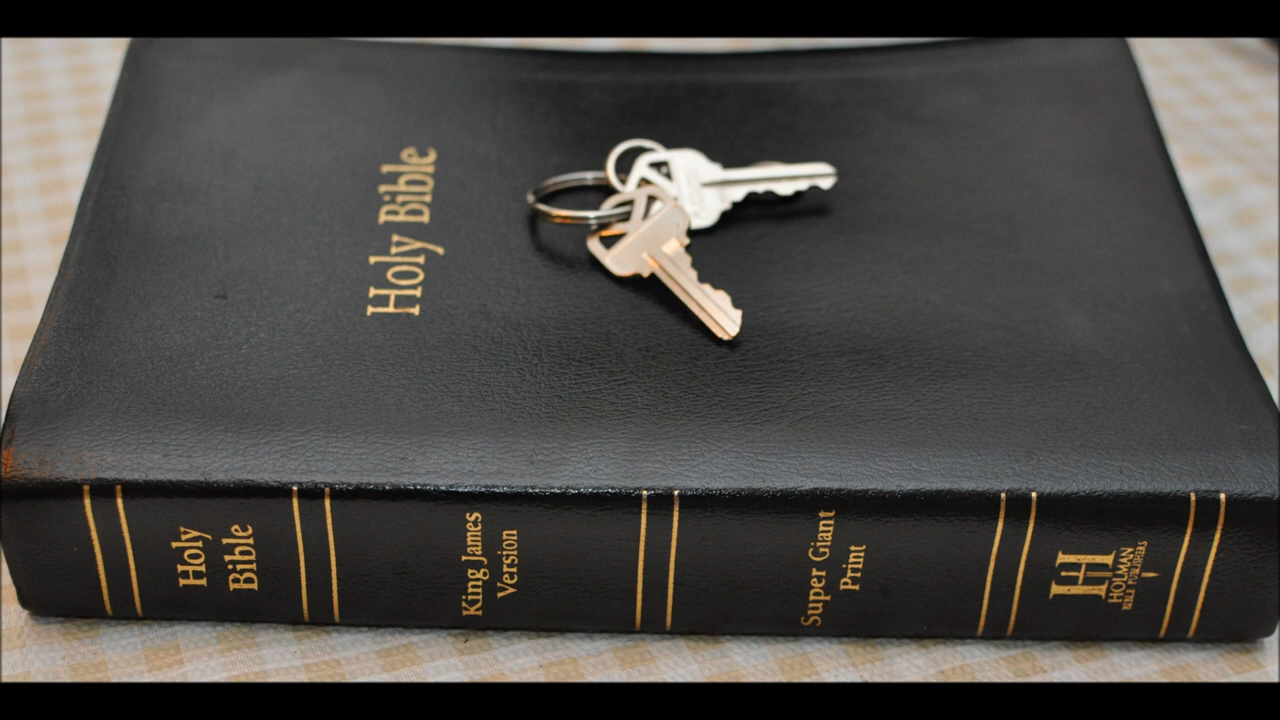 Holy Bible
Holy
Bible
King James
Version
Super Giant
Print
HOLMAN
BIBLE PUBLISHERS